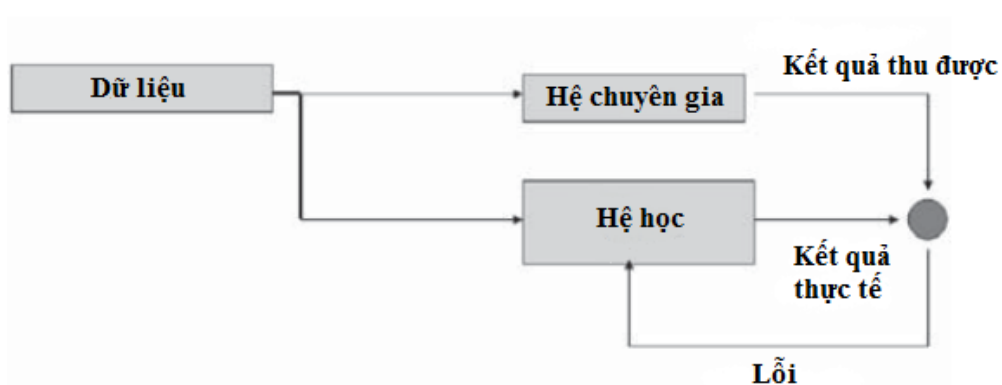 Kết quả thu được
Dữ liệu
Hệ chuyên gia
Hệ học
Kết quả
thực tế
Lỗi